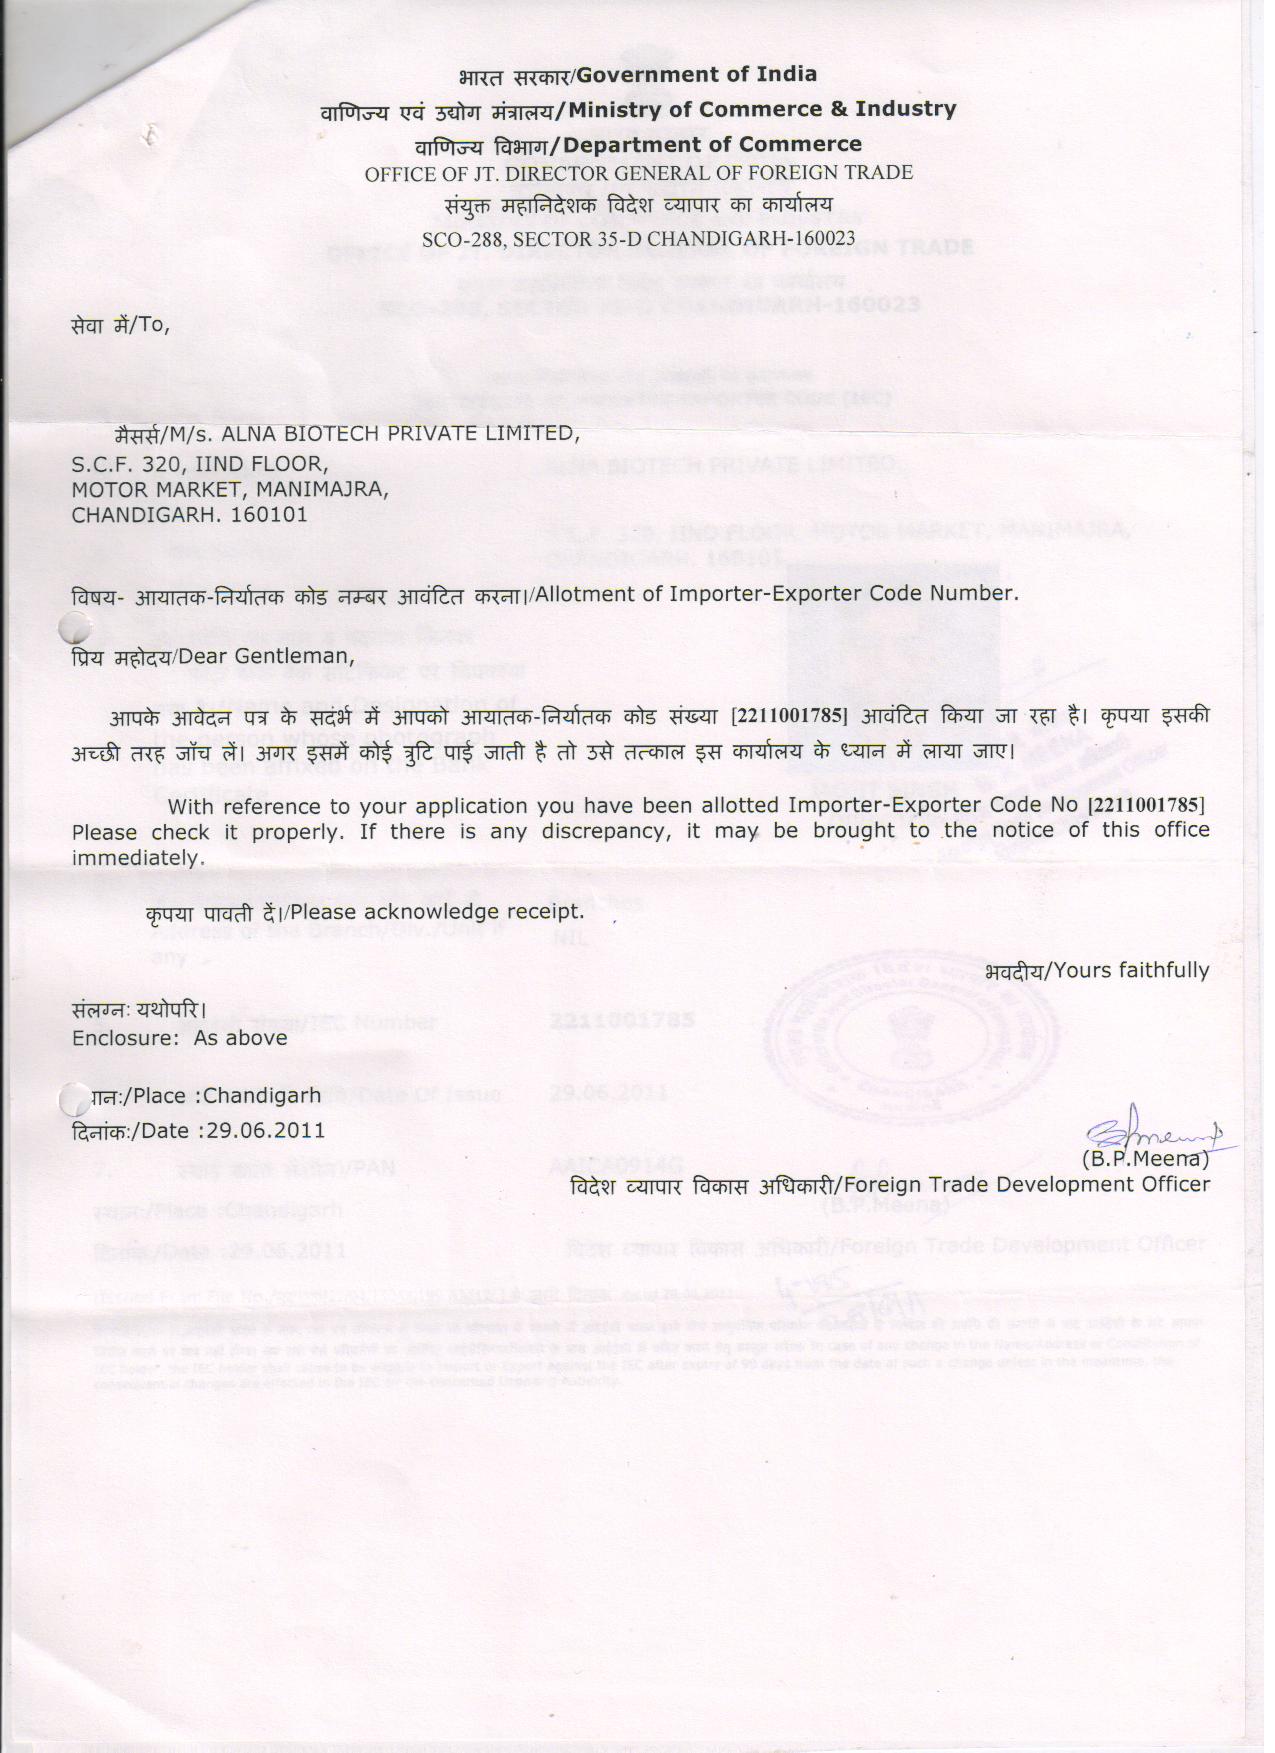 भारत सरकार/Government of India
वाणिज्य एवं उद्योग मंत्रालय/Ministry of Commerce & Industry
वाणिज्य विभाग/Department of Commerce
OFFICE OF JT. DIRECTOR GENERAL OF FOREIGN TRADE
संयुक्त महानिदेशक विदेश व्यापार का कार्यालय
SCO-288, SECTOR 35-D CHANDIGARH-160023
सेवा में/To,
मैसर्स/M/s. ALNA BIOTECH PRIVATE LIMITED,
S.C.F. 320, IIND FLOOR,
MOTOR MARKET, MANIMAJRA,
CHANDIGARH. 160101
विषय- आयातक-निर्यातक कोड नम्बर आवंटित करना।/Allotment of Importer-Exporter Code Number.
प्रिय महोदय/Dear Gentleman,
आपके आवेदन पत्र के सदंर्भ में आपको आयातक-निर्यातक कोड संख्या [2211001785] आवंटित किया जा रहा है। कृपया इसकी
अच्छी तरह जाँच लें। अगर इसमें कोई त्रुटि पाई जाती है तो उसे तत्काल इस कार्यालय के ध्यान में लाया जाए।
With reference to your application you have been allotted Importer-Exporter Code No [2211001785]
Please check it properly. If there is any discrepancy, it may be brought to the notice of this office
immediately.
कृपया पावती दें।/Please acknowledge receipt.
भवदीय/Yours faithfully
संलग्न: यथोपरि।
Enclosure: As above
ान:/Place :Chandigarh
दिनांक:/Date :29.06.2011
(B.P.Meena)
विदेश व्यापार विकास अधिकारी/Foreign Trade Development Officer